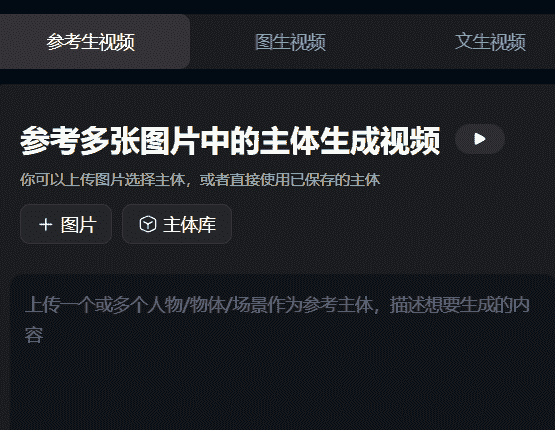 参考生视频 图生视频 文生视频
参考多张图片中的主体生成视频
你可以上传图片选择主体，或者直接使用已保存的主体
图片 主体库
上传一个或多个人物/物体/场景作为参考主体，描述想要生成的内
容